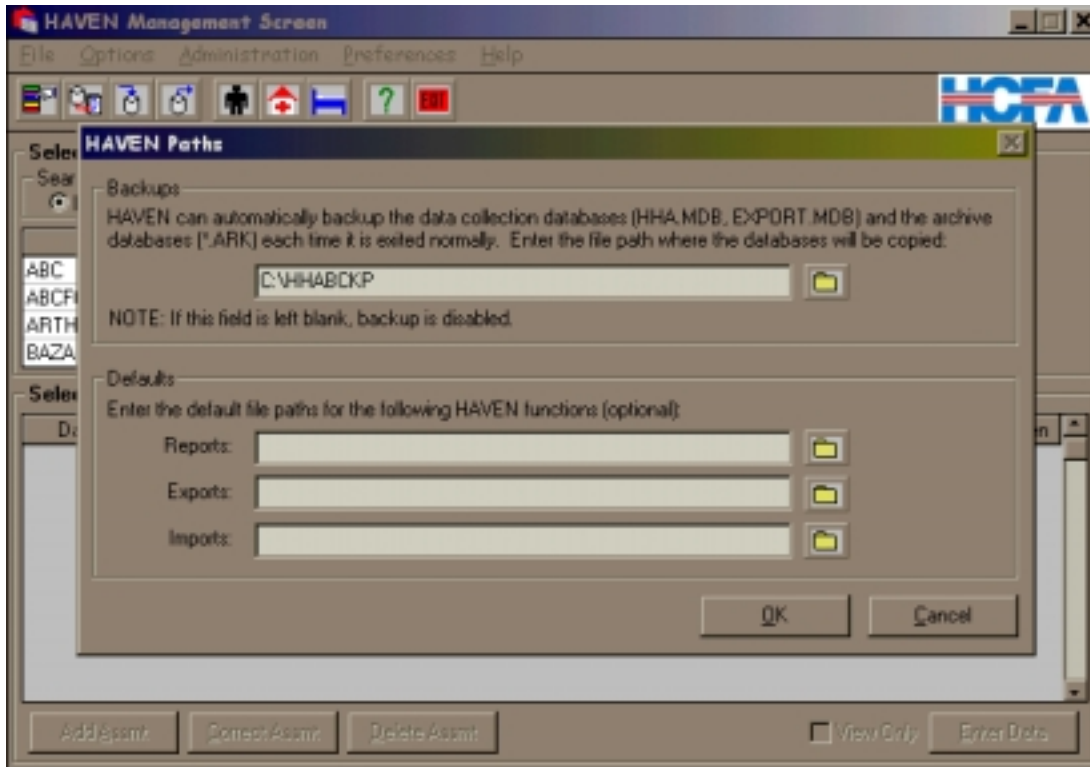 HAVEN Management Screen
File Options Administration Preferences Help
EXIT
HCFA
HAVEN Paths
Backups
HAVEN can automatically backup the data collection databases (HHA.MDB, EXPORT.MDB) and the archive
databases (*.ARK) each time it is exited normally. Enter the file path where the databases will be copied:
C:\HHABCKP
NOTE: If this field is left blank, backup is disabled.
ABC
Defaults
Enter the default file paths for the following HAVEN functions (optional):
Reports:
Exports:
Imports:
OK Cancel
Add Assmt Correct Assmt Delete Assmt View Only Enter Data